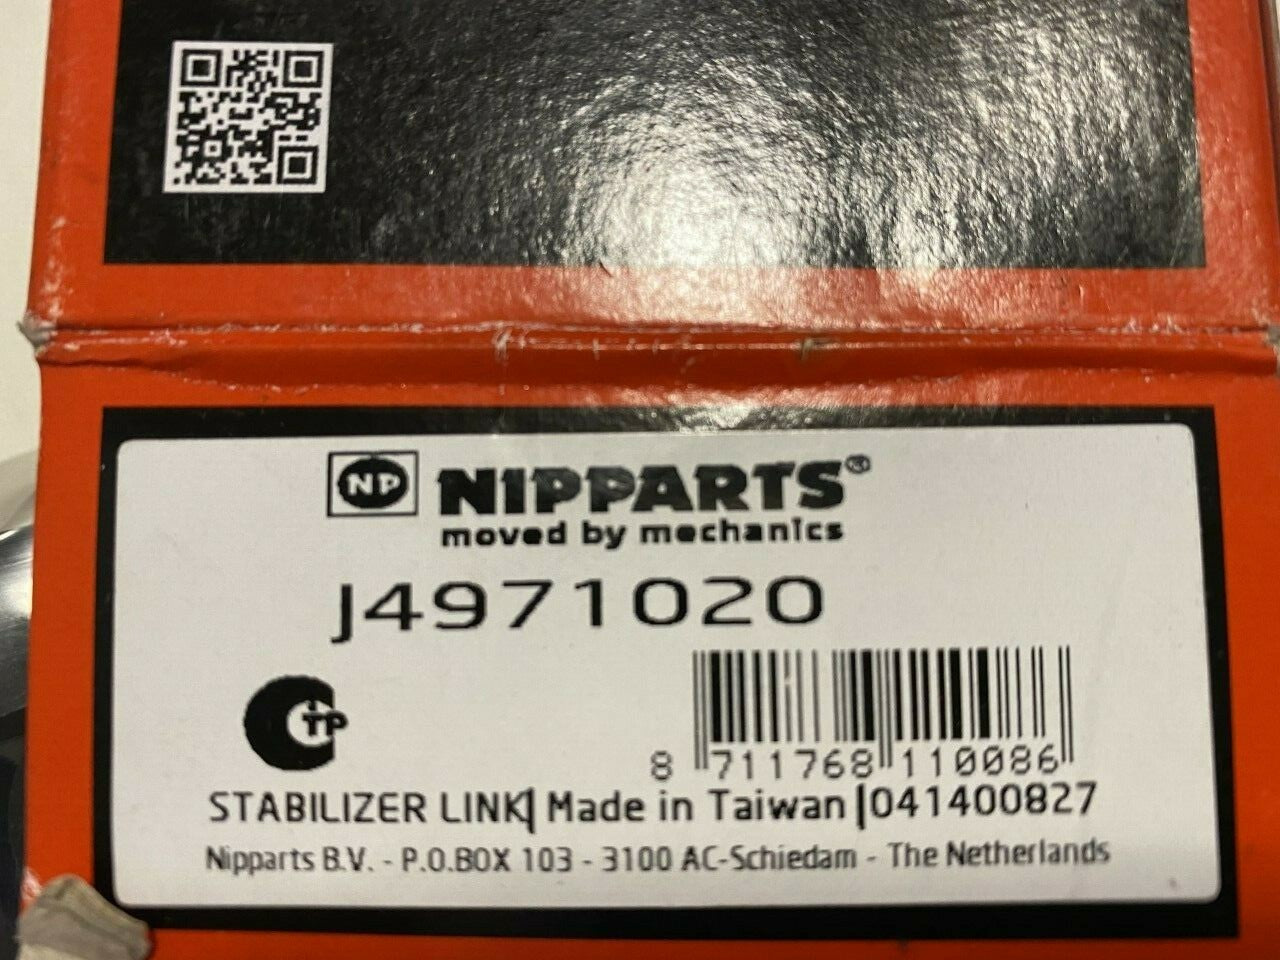 NP NIPPARTS®
moved by mechanics
J4971020
TP
8 711768 110086
STABILIZER LINK| Made in Taiwan |041400827
Nipparts B.V. - P.O.BOX 103 - 3100 AC-Schiedam - The Netherlands